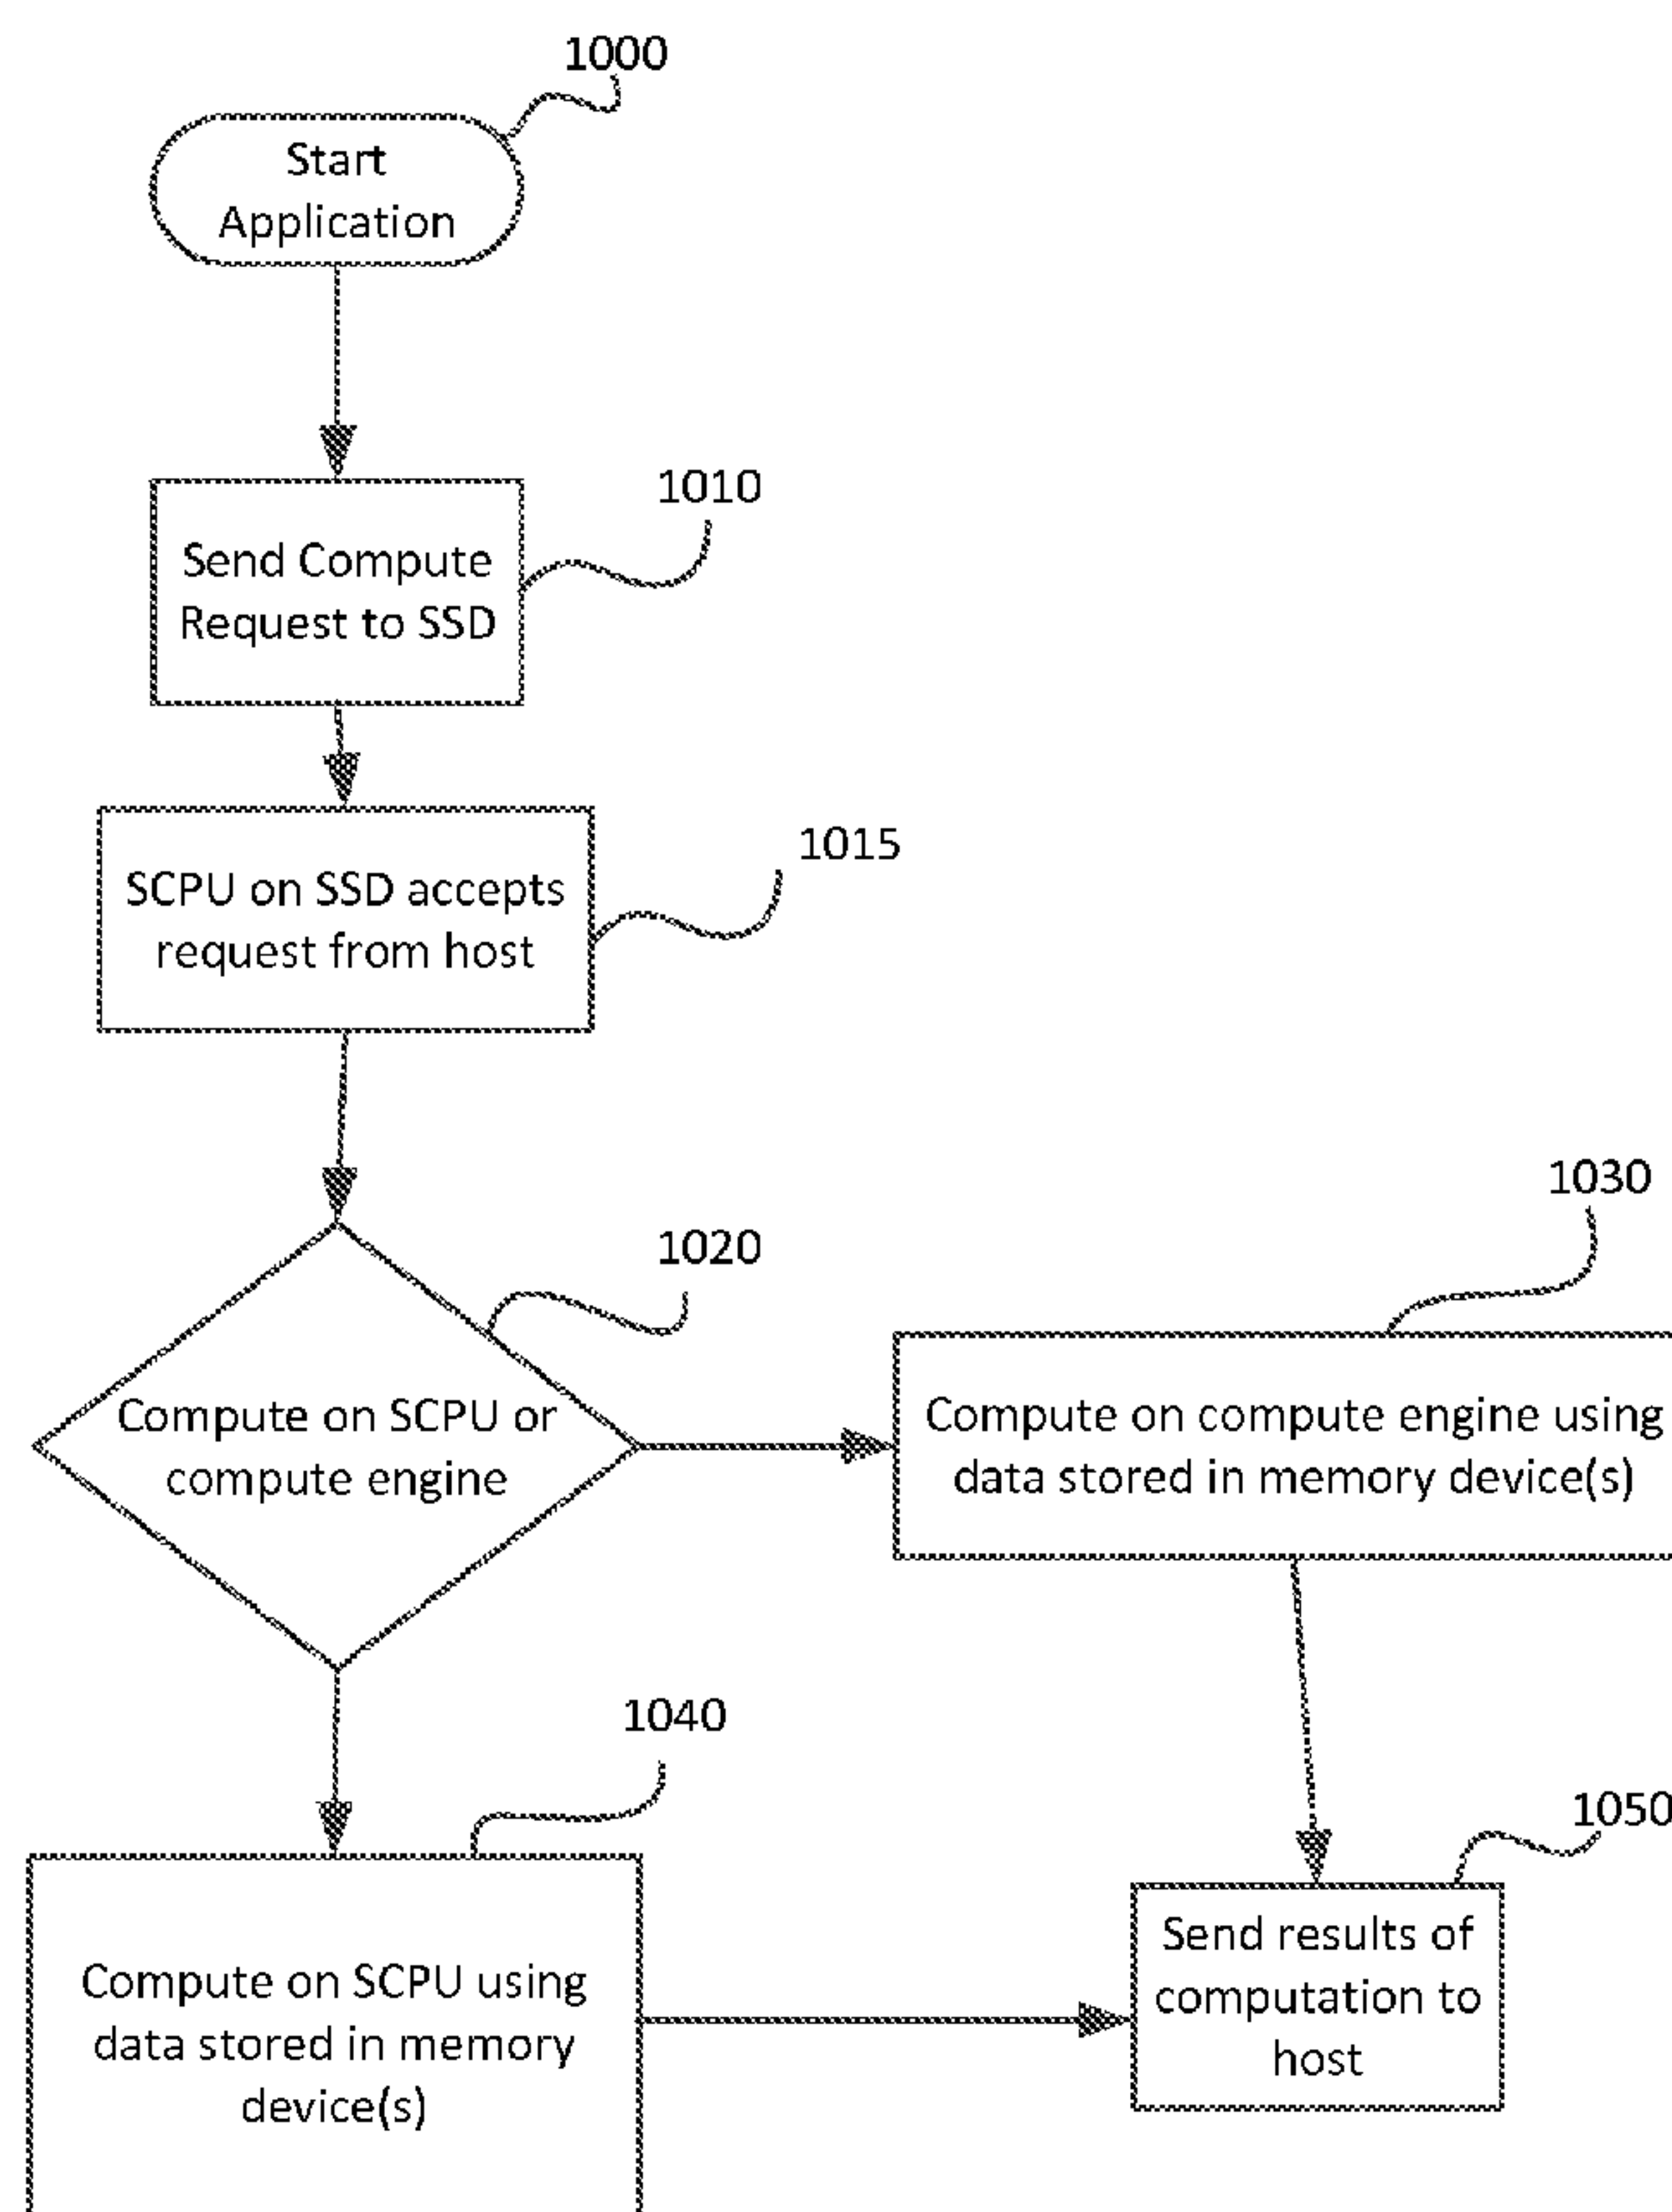 1000
Start
Application
1010
Send Compute
Request to SSD
1015
SCPU on SSD accepts
request from host
1020
Compute on SCPU or
compute engine
1030
Compute on compute engine using
data stored in memory device(s)
1040
Compute on SCPU using
data stored in memory
device(s)
1050
Send results of
computation to
host